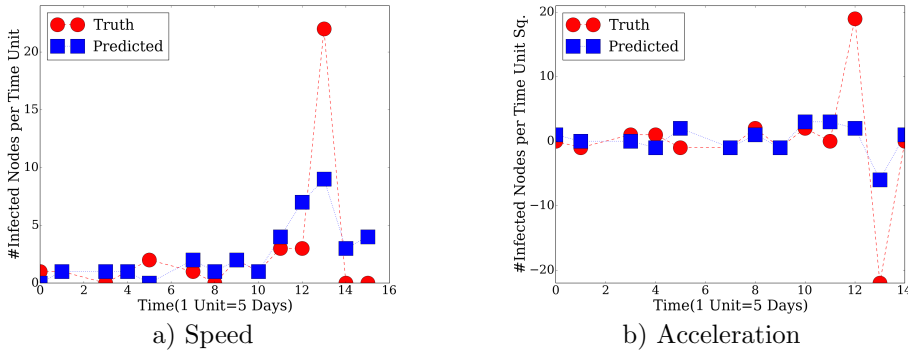 #Infected Nodes per Time Unit
20
15
10
5
0
Truth
Predicted
0 2 4 6 8 10 12 14 16
Time(1 Unit=5 Days)
a) Speed
#Infected Nodes per Time Unit Sq.
20
10
0
−10
−20
Truth
Predicted
0 2 4 6 8 10 12 14
Time(1 Unit=5 Days)
b) Acceleration